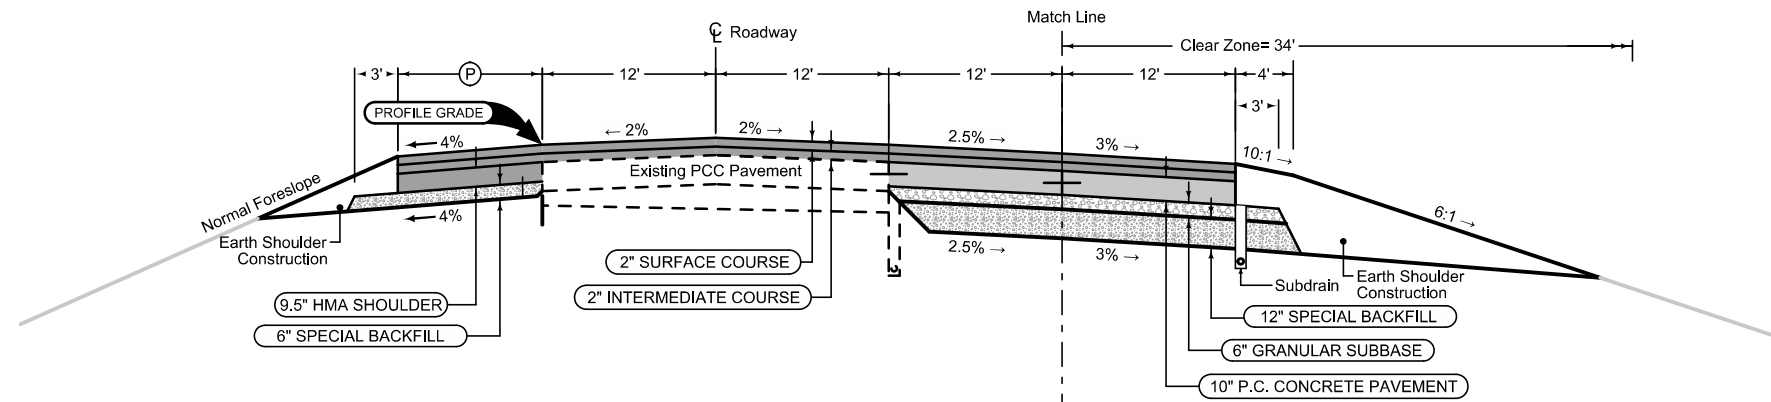 Match Line
℄ Roadway
Clear Zone= 34'
3'
P
12'
12'
12'
12'
4'
3'
PROFILE GRADE
← 4%
← 2%
2% →
2.5% →
3% →
10:1 →
Existing PCC Pavement
Normal Foreslope
← 4%
6:1 →
Earth Shoulder
Construction
2.5% →
3% →
2" SURFACE COURSE
Subdrain
Earth Shoulder
Construction
9.5" HMA SHOULDER
2" INTERMEDIATE COURSE
12" SPECIAL BACKFILL
6" SPECIAL BACKFILL
6" GRANULAR SUBBASE
10" P.C. CONCRETE PAVEMENT